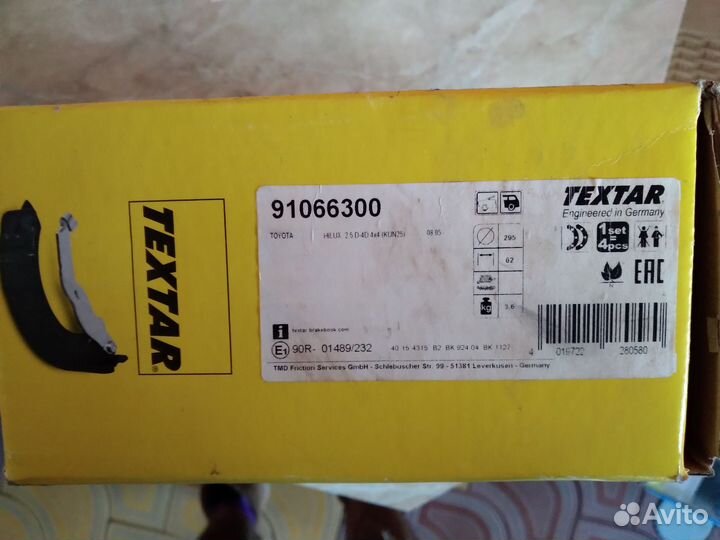 TEXTAR®
91066300
TOYOTA HILUX 2.5 D-4D 4x4 (KUN25) 08.05 -
295
62
kg 3.6
TEXTAR
Engineered in Germany
1 set = 4 pcs
EAC
i textar brakebook.com
E1 90R- 01489/232
40 15 4315 B2 BK 924.04 BK 1127
TMD Friction Services GmbH - Schlebuscher Str. 99 - 51381 Leverkusen - Germany
4 019722 280580
Avito